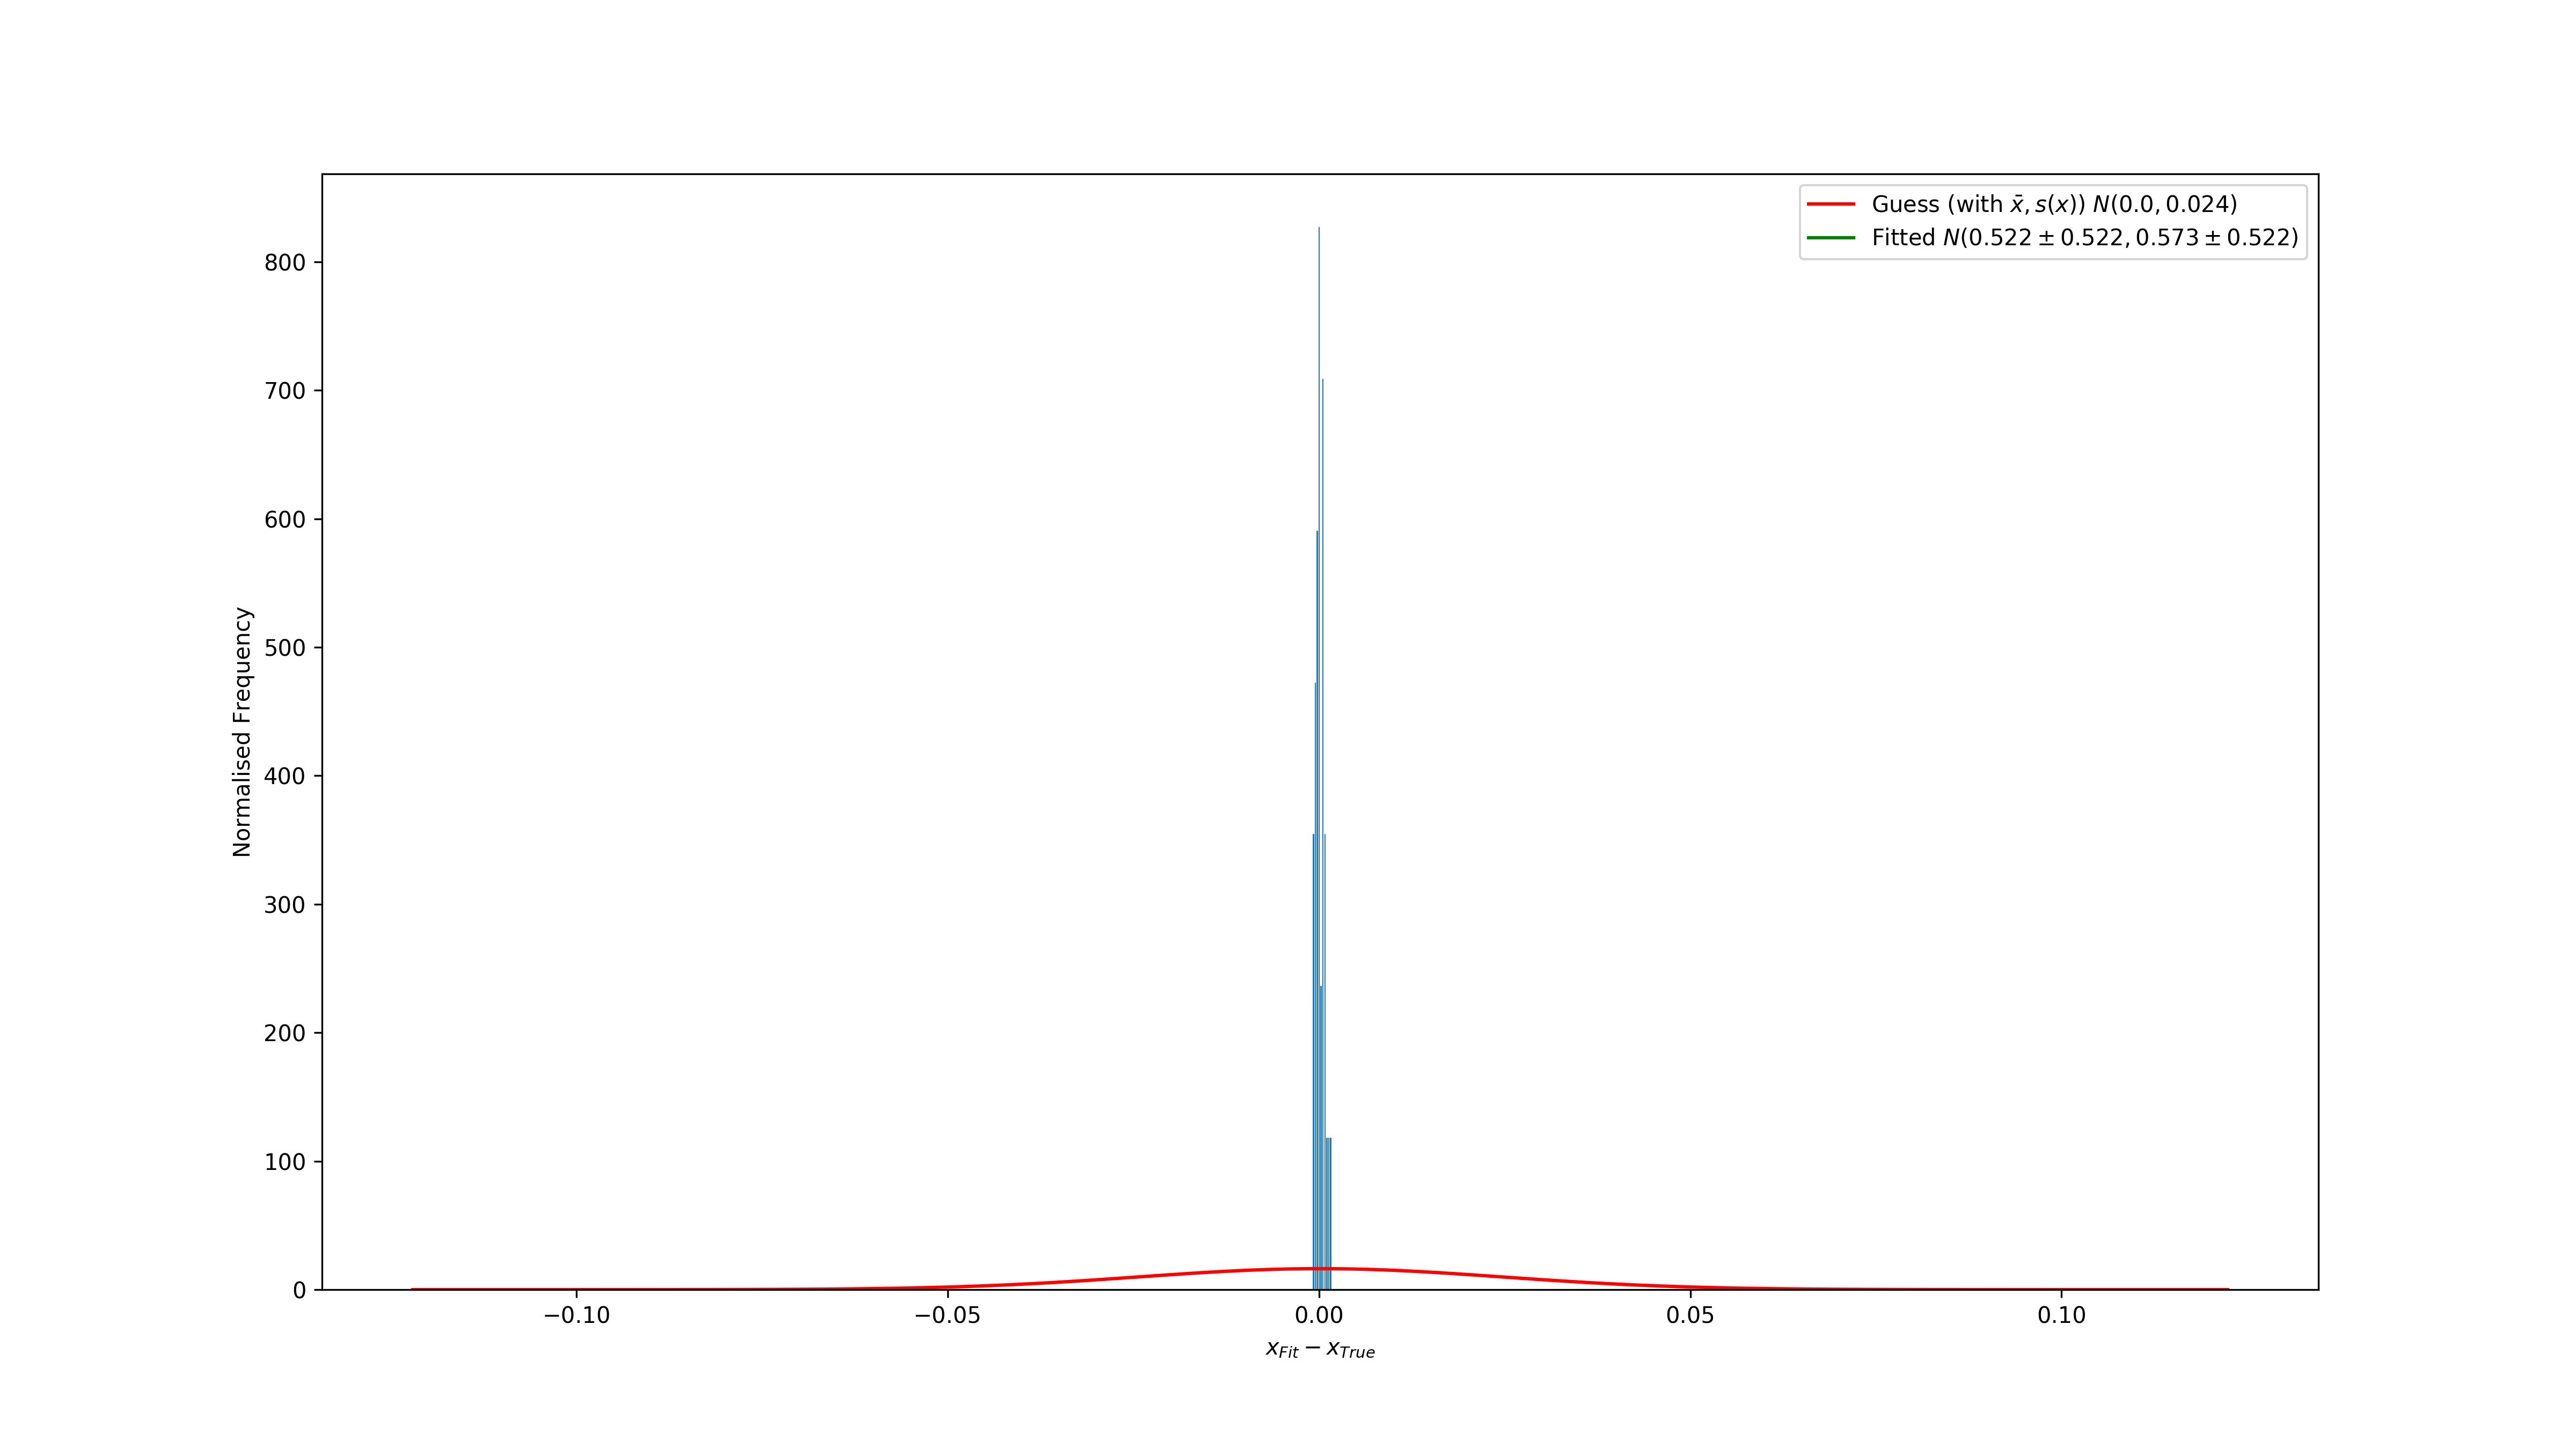 Guess (with x̄, s(x)) N(0.0, 0.024)
Fitted N(0.522 ± 0.522, 0.573 ± 0.522)
Normalised Frequency
800
700
600
500
400
300
200
100
0
−0.10 −0.05 0.00 0.05 0.10
x_Fit − x_True